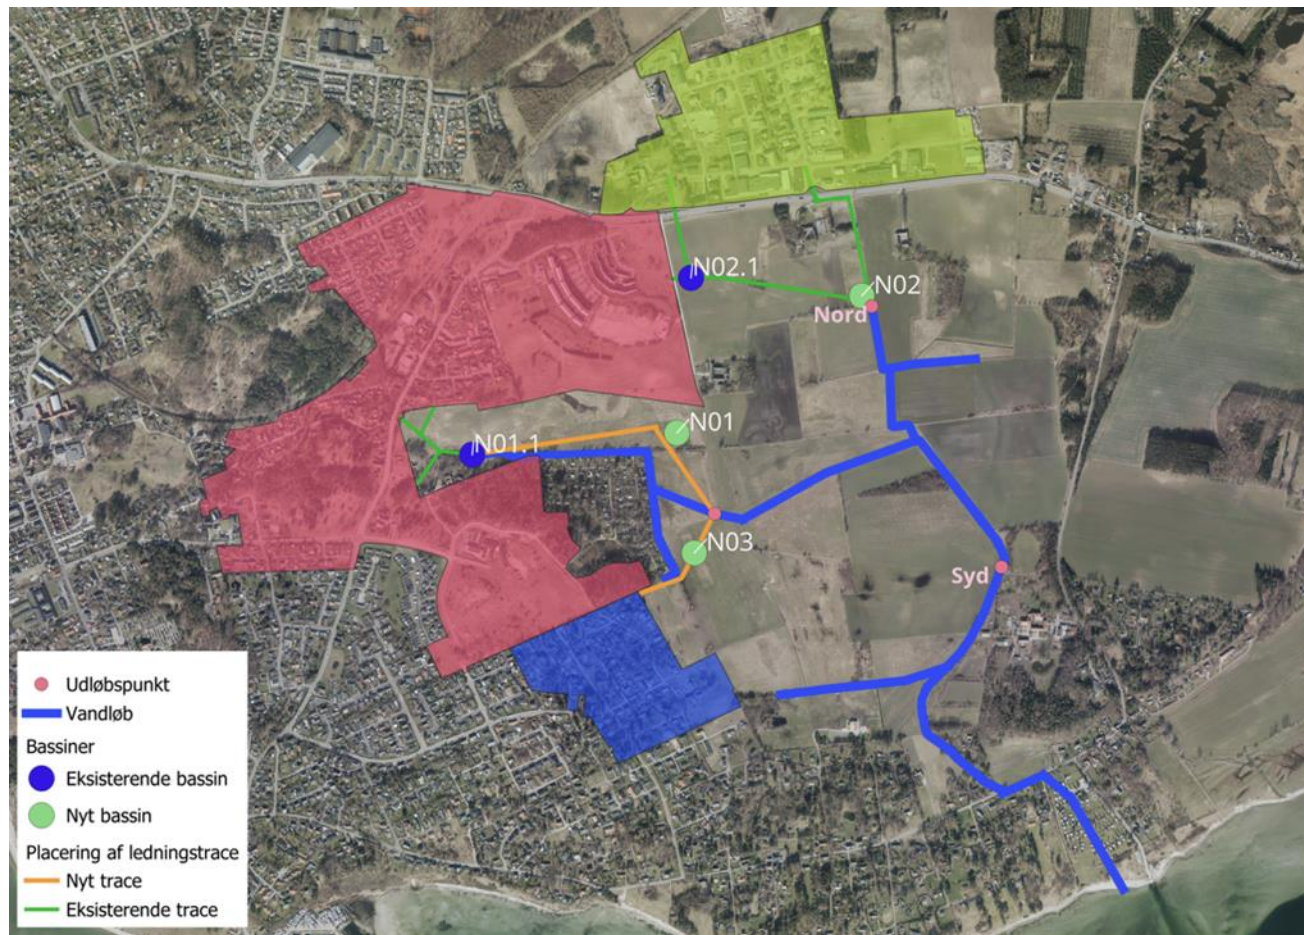 N02.1
N02
Nord
N01
N01.1
N03
Syd
Udløbspunkt
Vandløb
Bassiner
Eksisterende bassin
Nyt bassin
Placering af ledningstrace
Nyt trace
Eksisterende trace